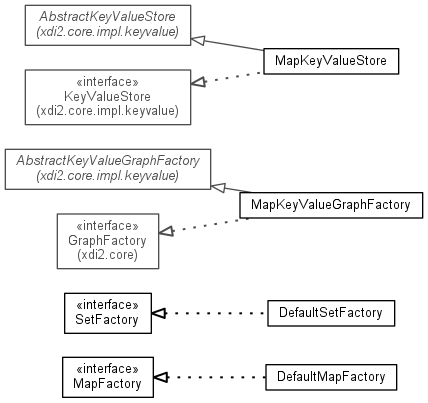 AbstractKeyValueStore
(xdi2.core.impl.keyvalue)
MapKeyValueStore
«interface»
KeyValueStore
(xdi2.core.impl.keyvalue)
AbstractKeyValueGraphFactory
(xdi2.core.impl.keyvalue)
MapKeyValueGraphFactory
«interface»
GraphFactory
(xdi2.core)
«interface»
SetFactory
DefaultSetFactory
«interface»
MapFactory
DefaultMapFactory